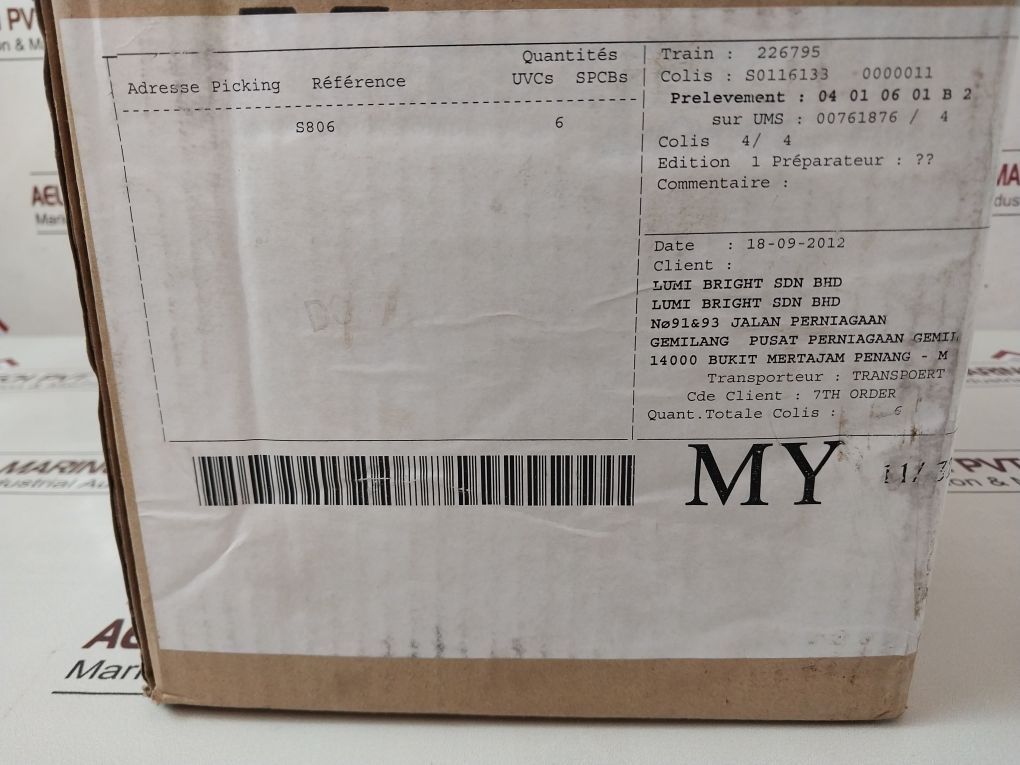 Quantités
Adresse Picking Référence UVCs SPCBs
S806 6
Train : 226795
Colis : S0116133 0000011
Prelevement : 04 01 06 01 B 2
sur UMS : 00761876 / 4
Colis 4/ 4
Edition 1 Préparateur : ??
Commentaire :
Date : 18-09-2012
Client :
LUMI BRIGHT SDN BHD
LUMI BRIGHT SDN BHD
Nø91&93 JALAN PERNIAGAAN
GEMILANG PUSAT PERNIAGAAN GEMIL
14000 BUKIT MERTAJAM PENANG - M
Transporteur : TRANSPOERT
Cde Client : 7TH ORDER
Quant.Totale Colis : 6
MY 11/